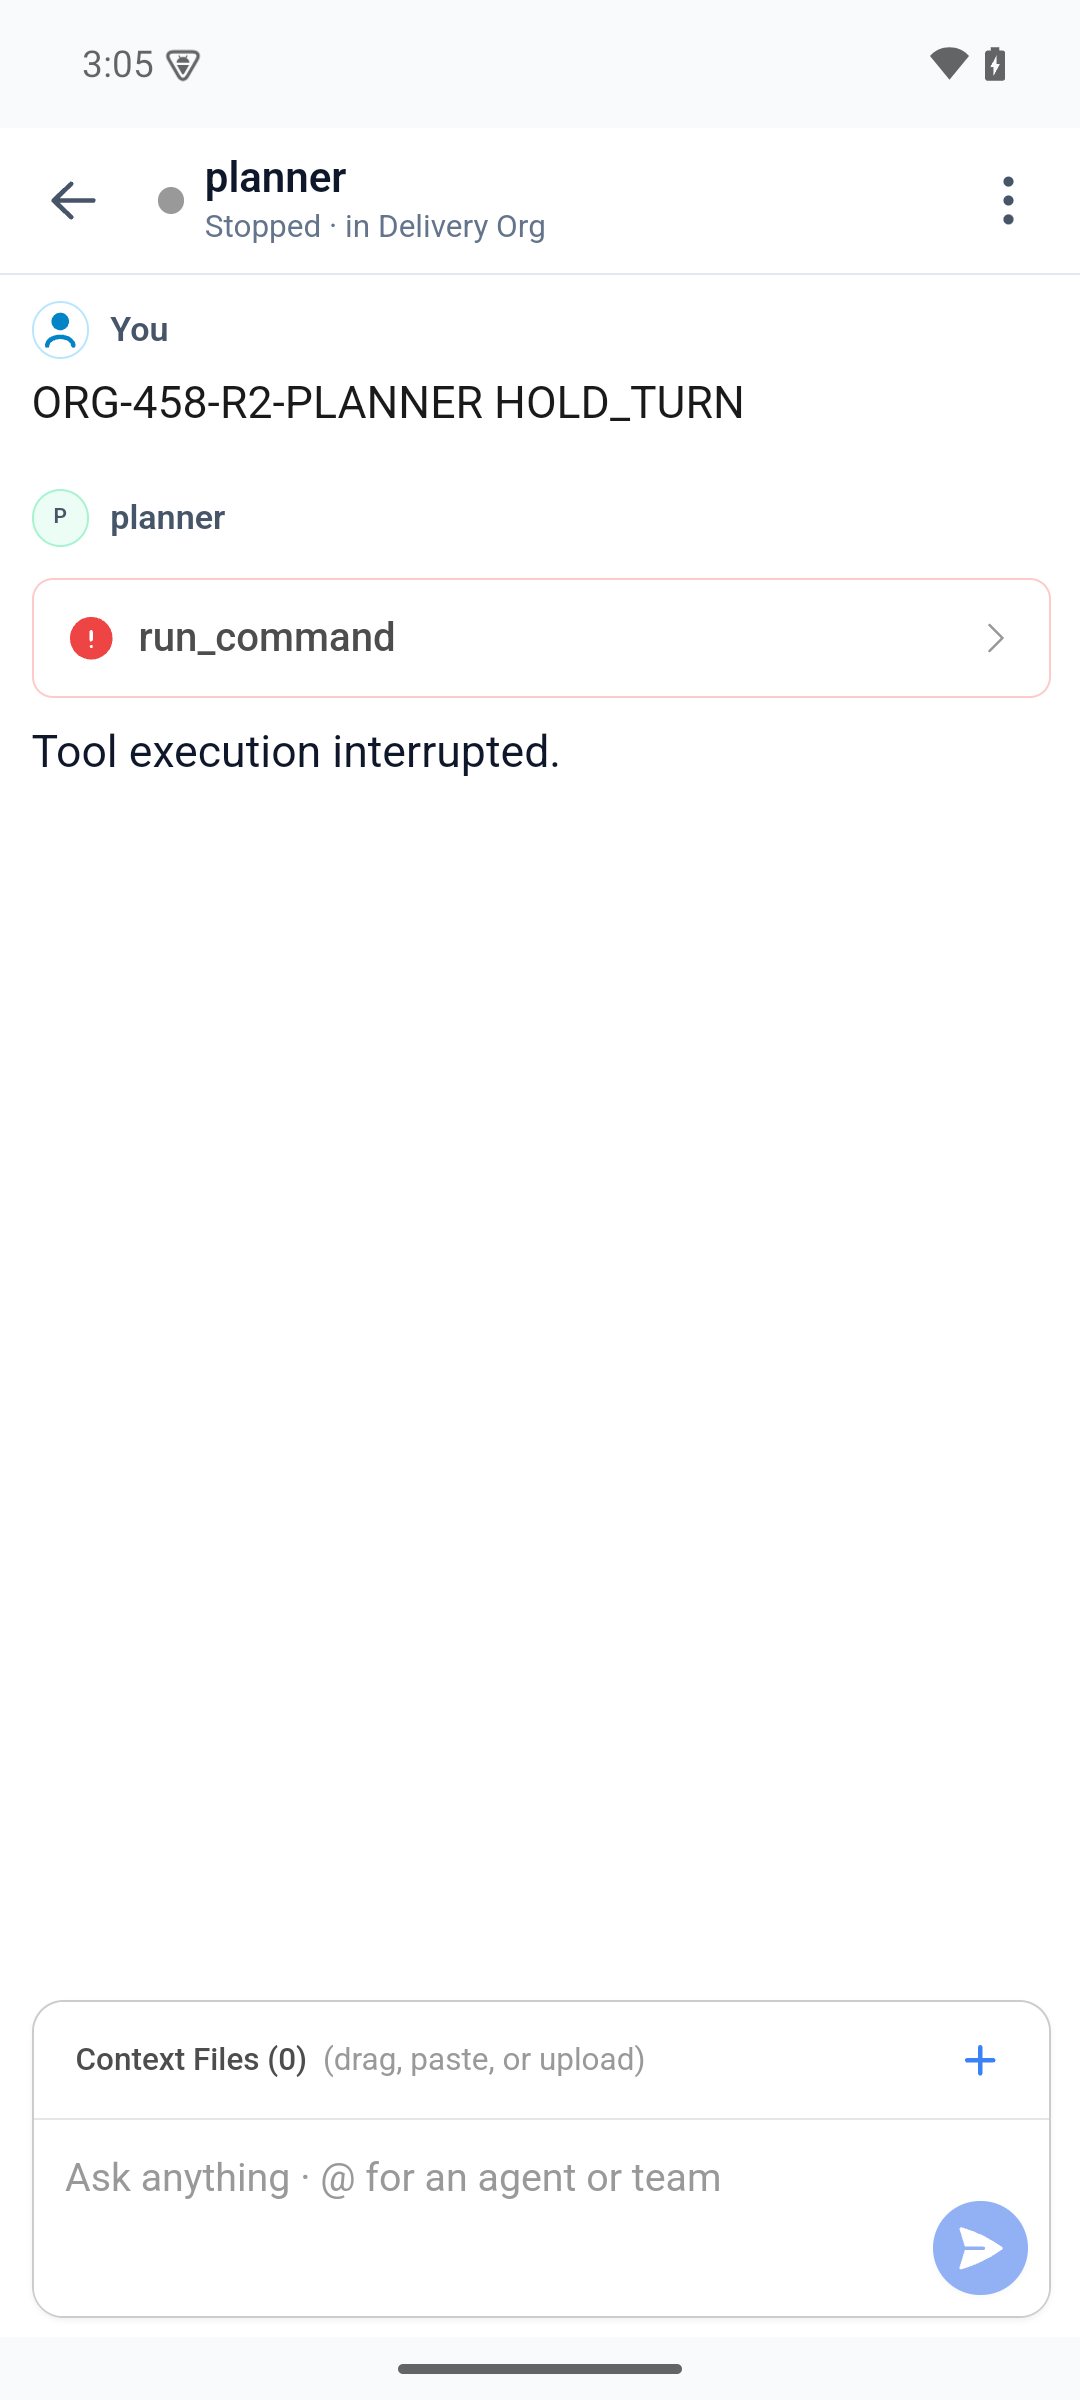 3:05
planner
Stopped · in Delivery Org
You
ORG-458-R2-PLANNER HOLD_TURN
P
planner
run_command
Tool execution interrupted.
Context Files (0) (drag, paste, or upload)
Ask anything · @ for an agent or team